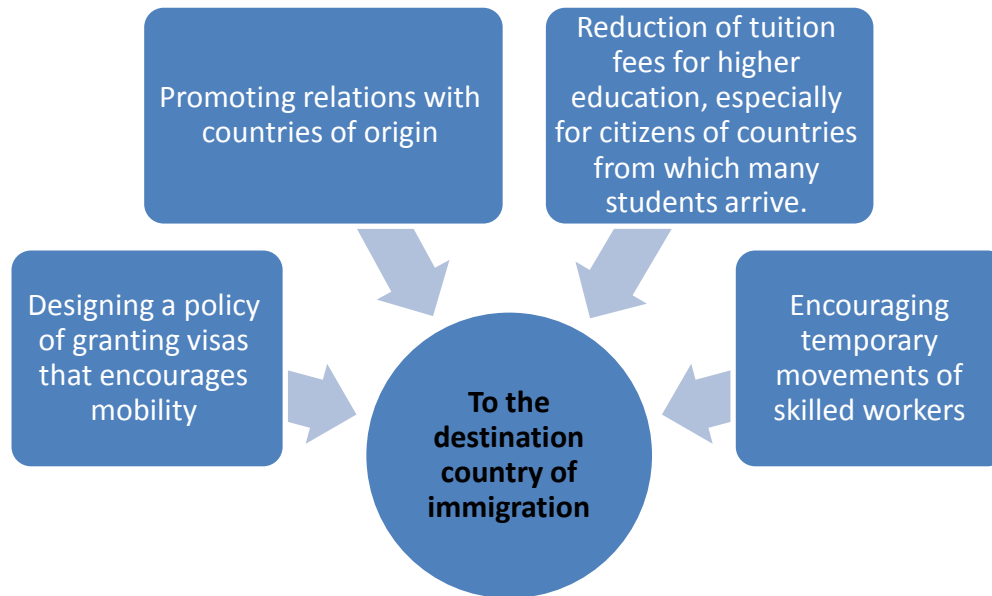 Promoting relations with
countries of origin
Reduction of tuition
fees for higher
education, especially
for citizens of countries
from which many
students arrive.
Designing a policy
of granting visas
that encourages
mobility
Encouraging
temporary
movements of
skilled workers
To the
destination
country of
immigration